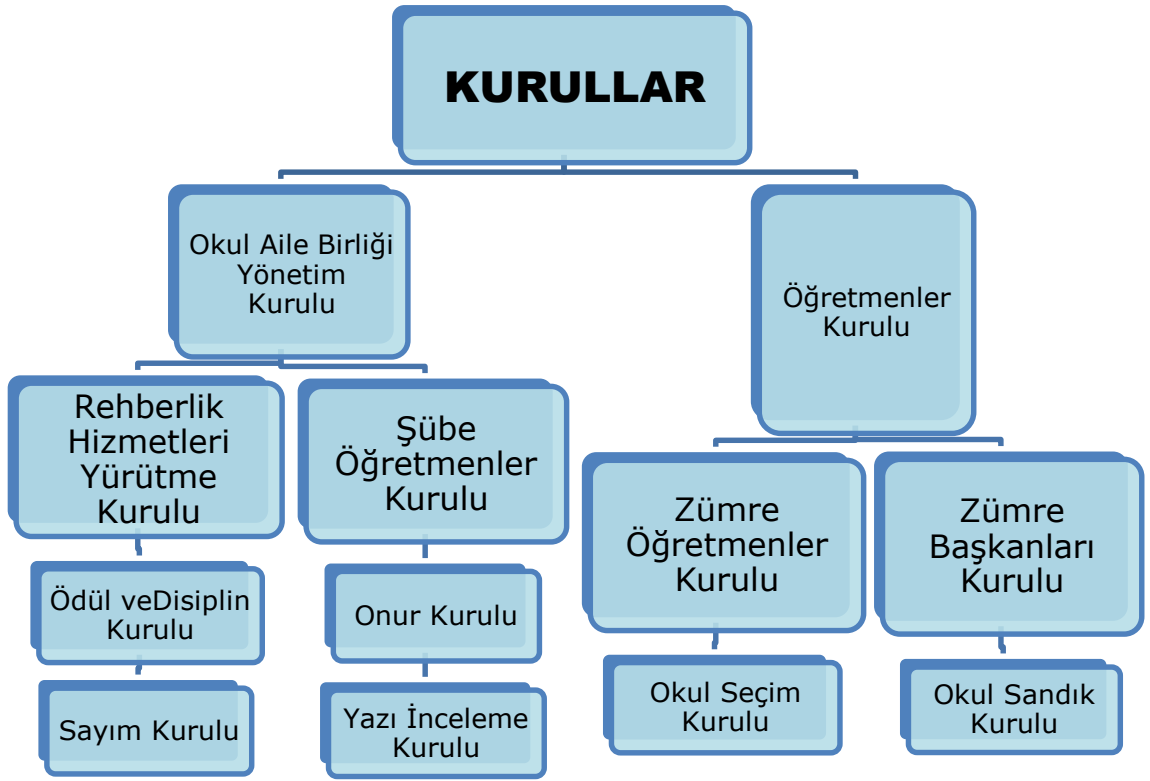 KURULLAR
Okul Aile Birliği
Yönetim
Kurulu
Öğretmenler
Kurulu
Rehberlik
Hizmetleri
Yürütme
Kurulu
Şübe
Öğretmenler
Kurulu
Zümre
Öğretmenler
Kurulu
Zümre
Başkanları
Kurulu
Ödül veDisiplin
Kurulu
Onur Kurulu
Okul Seçim
Kurulu
Okul Sandık
Kurulu
Sayım Kurulu
Yazı İnceleme
Kurulu